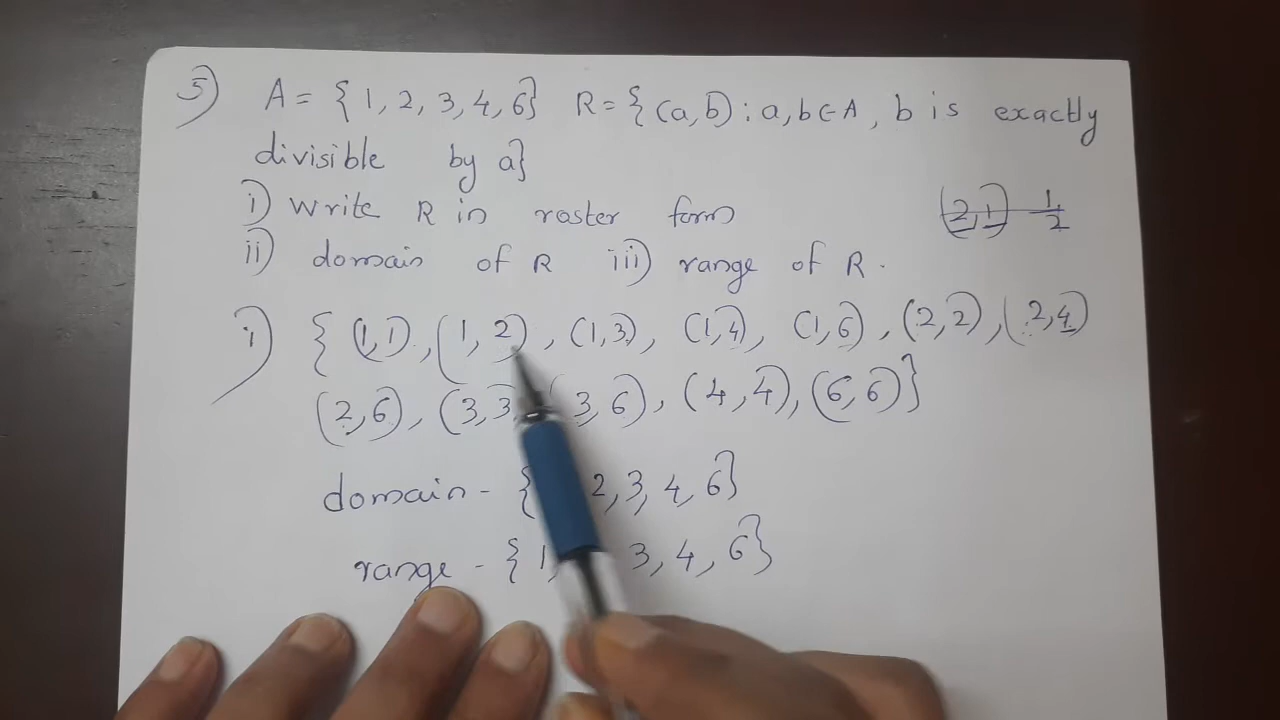 5) A = { 1, 2, 3, 4, 6} R = { (a, b) : a, b ∈ A, b is exactly
divisible by a}
i) Write R in roster form
(2,1) 1/2
ii) domain of R iii) range of R.
i) { (1,1), (1, 2), (1,3), (1,4), (1,6), (2,2), (2,4)
(2,6), (3,3 3,6), (4,4), (6,6)}
domain - { 2, 3, 4, 6}
range - { 1, 3, 4, 6}